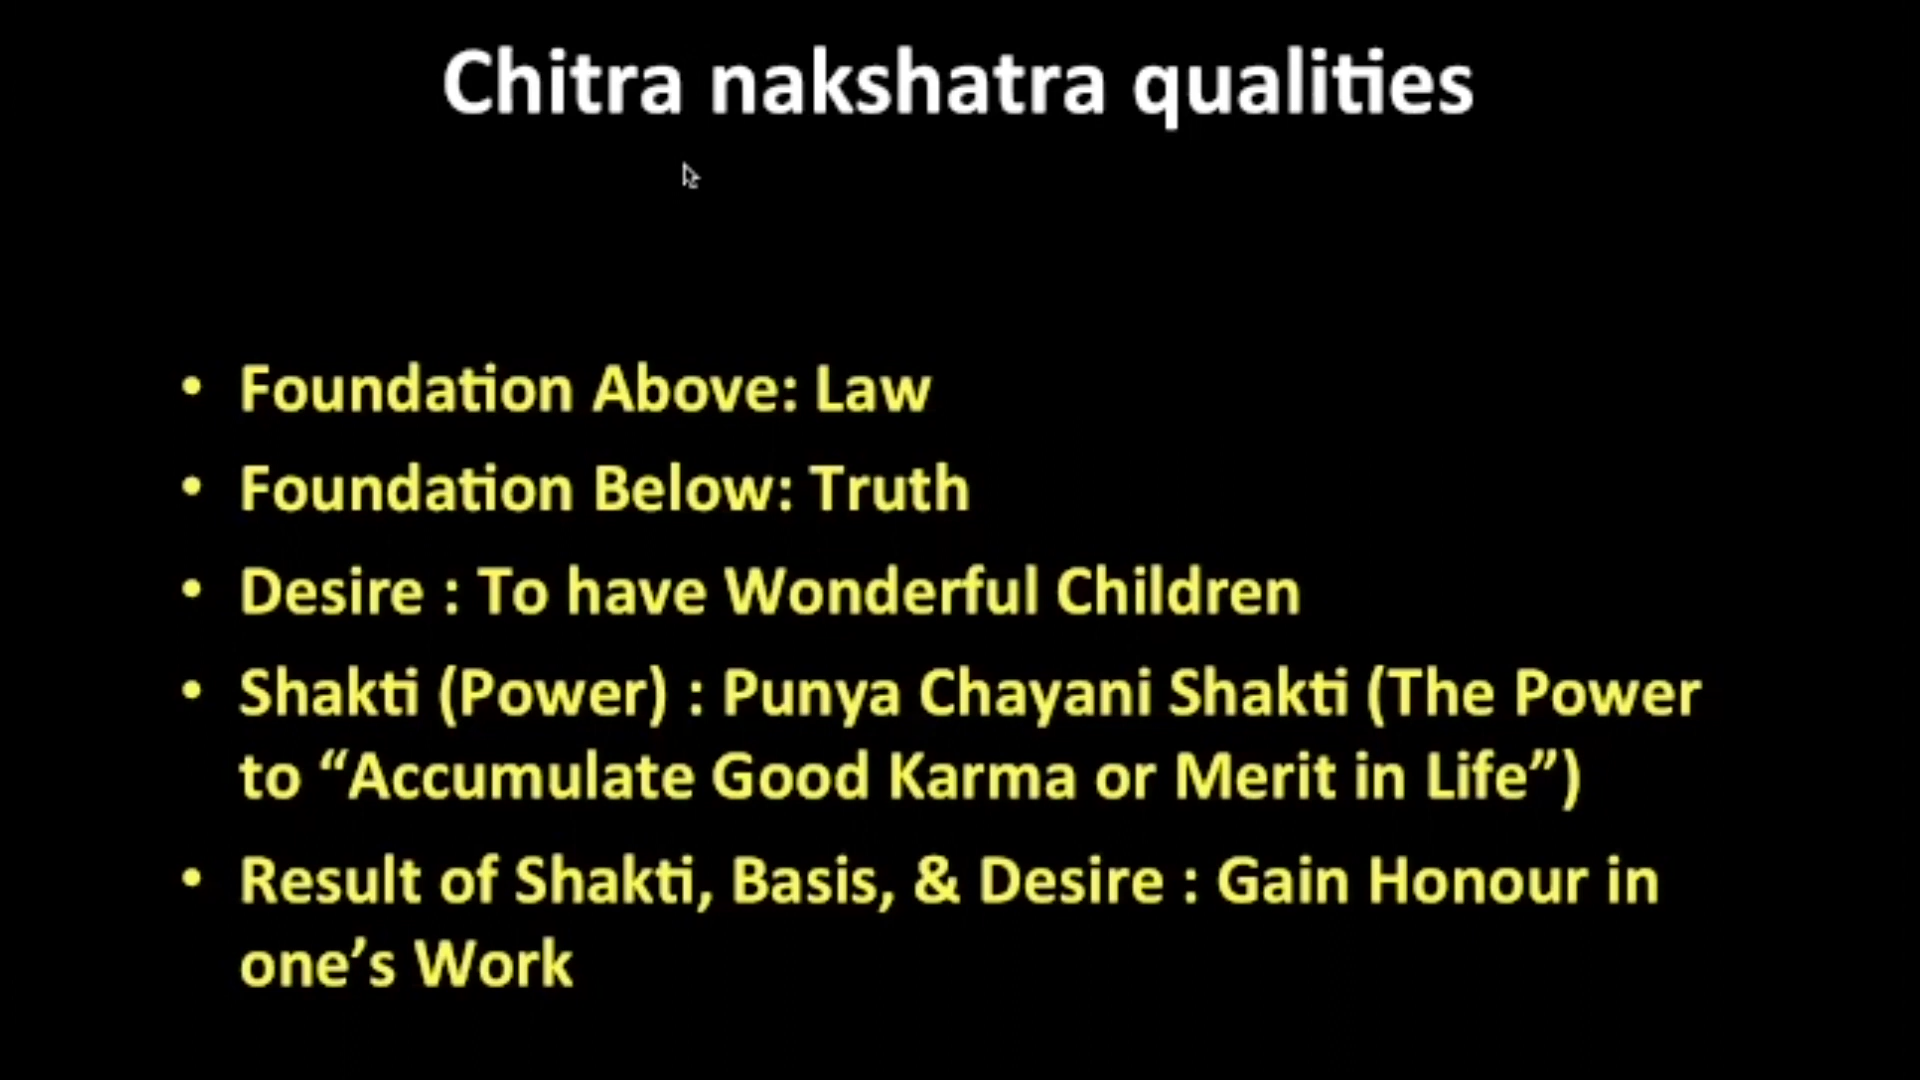 Chitra nakshatra qualities
• Foundation Above: Law
• Foundation Below: Truth
• Desire : To have Wonderful Children
• Shakti (Power) : Punya Chayani Shakti (The Power
to “Accumulate Good Karma or Merit in Life”)
• Result of Shakti, Basis, & Desire : Gain Honour in
one’s Work